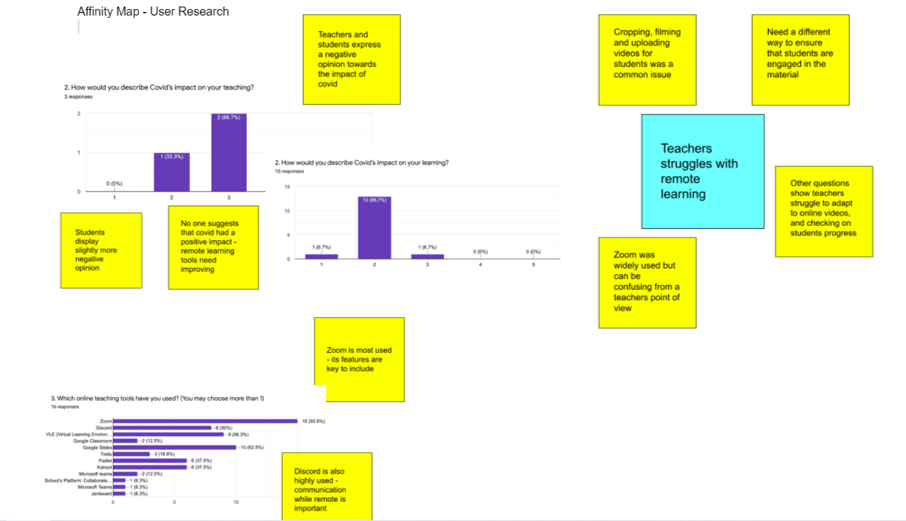 Affinity Map - User Research
Teachers and
students express
a negative
opinion towards
the impact of
covid
2. How would you describe Covid's impact on your teaching?
3 responses
2
1
0
0 (0%)
1 (33.3%)
2 (66.7%)
1
2
3
Students
display
slightly more
negative
opinion
No one suggests
that covid had a
positive impact -
remote learning
tools need
improving
2. How would you describe Covid's impact on your learning?
15 responses
15
10
5
0
1 (6.7%)
13 (86.7%)
1 (6.7%)
0 (0%)
0 (0%)
1
2
3
4
5
Cropping, filming
and uploading
videos for
students was a
common issue
Need a different
way to ensure
that students are
engaged in the
material
Teachers
struggles with
remote
learning
Other questions
show teachers
struggle to adapt
to online videos,
and checking on
students progress
Zoom was
widely used but
can be
confusing from a
teachers point of
view
Zoom is most used
- its features are
key to include
3. Which online teaching tools have you used? (You may choose more than 1)
16 responses
Zoom 15 (93.8%)
Discord 8 (50%)
VLE (Virtual Learning Environ... 9 (56.3%)
Google Classroom 2 (12.5%)
Google Slides 10 (62.5%)
Trello 3 (18.8%)
Padlet 6 (37.5%)
Kahoot 6 (37.5%)
Microsoft teams 2 (12.5%)
School's Platform: Collaborate... 1 (6.3%)
Microsoft Teams 1 (6.3%)
Jamboard 1 (6.3%)
0
5
10
Discord is also
highly used -
communication
while remote is
important